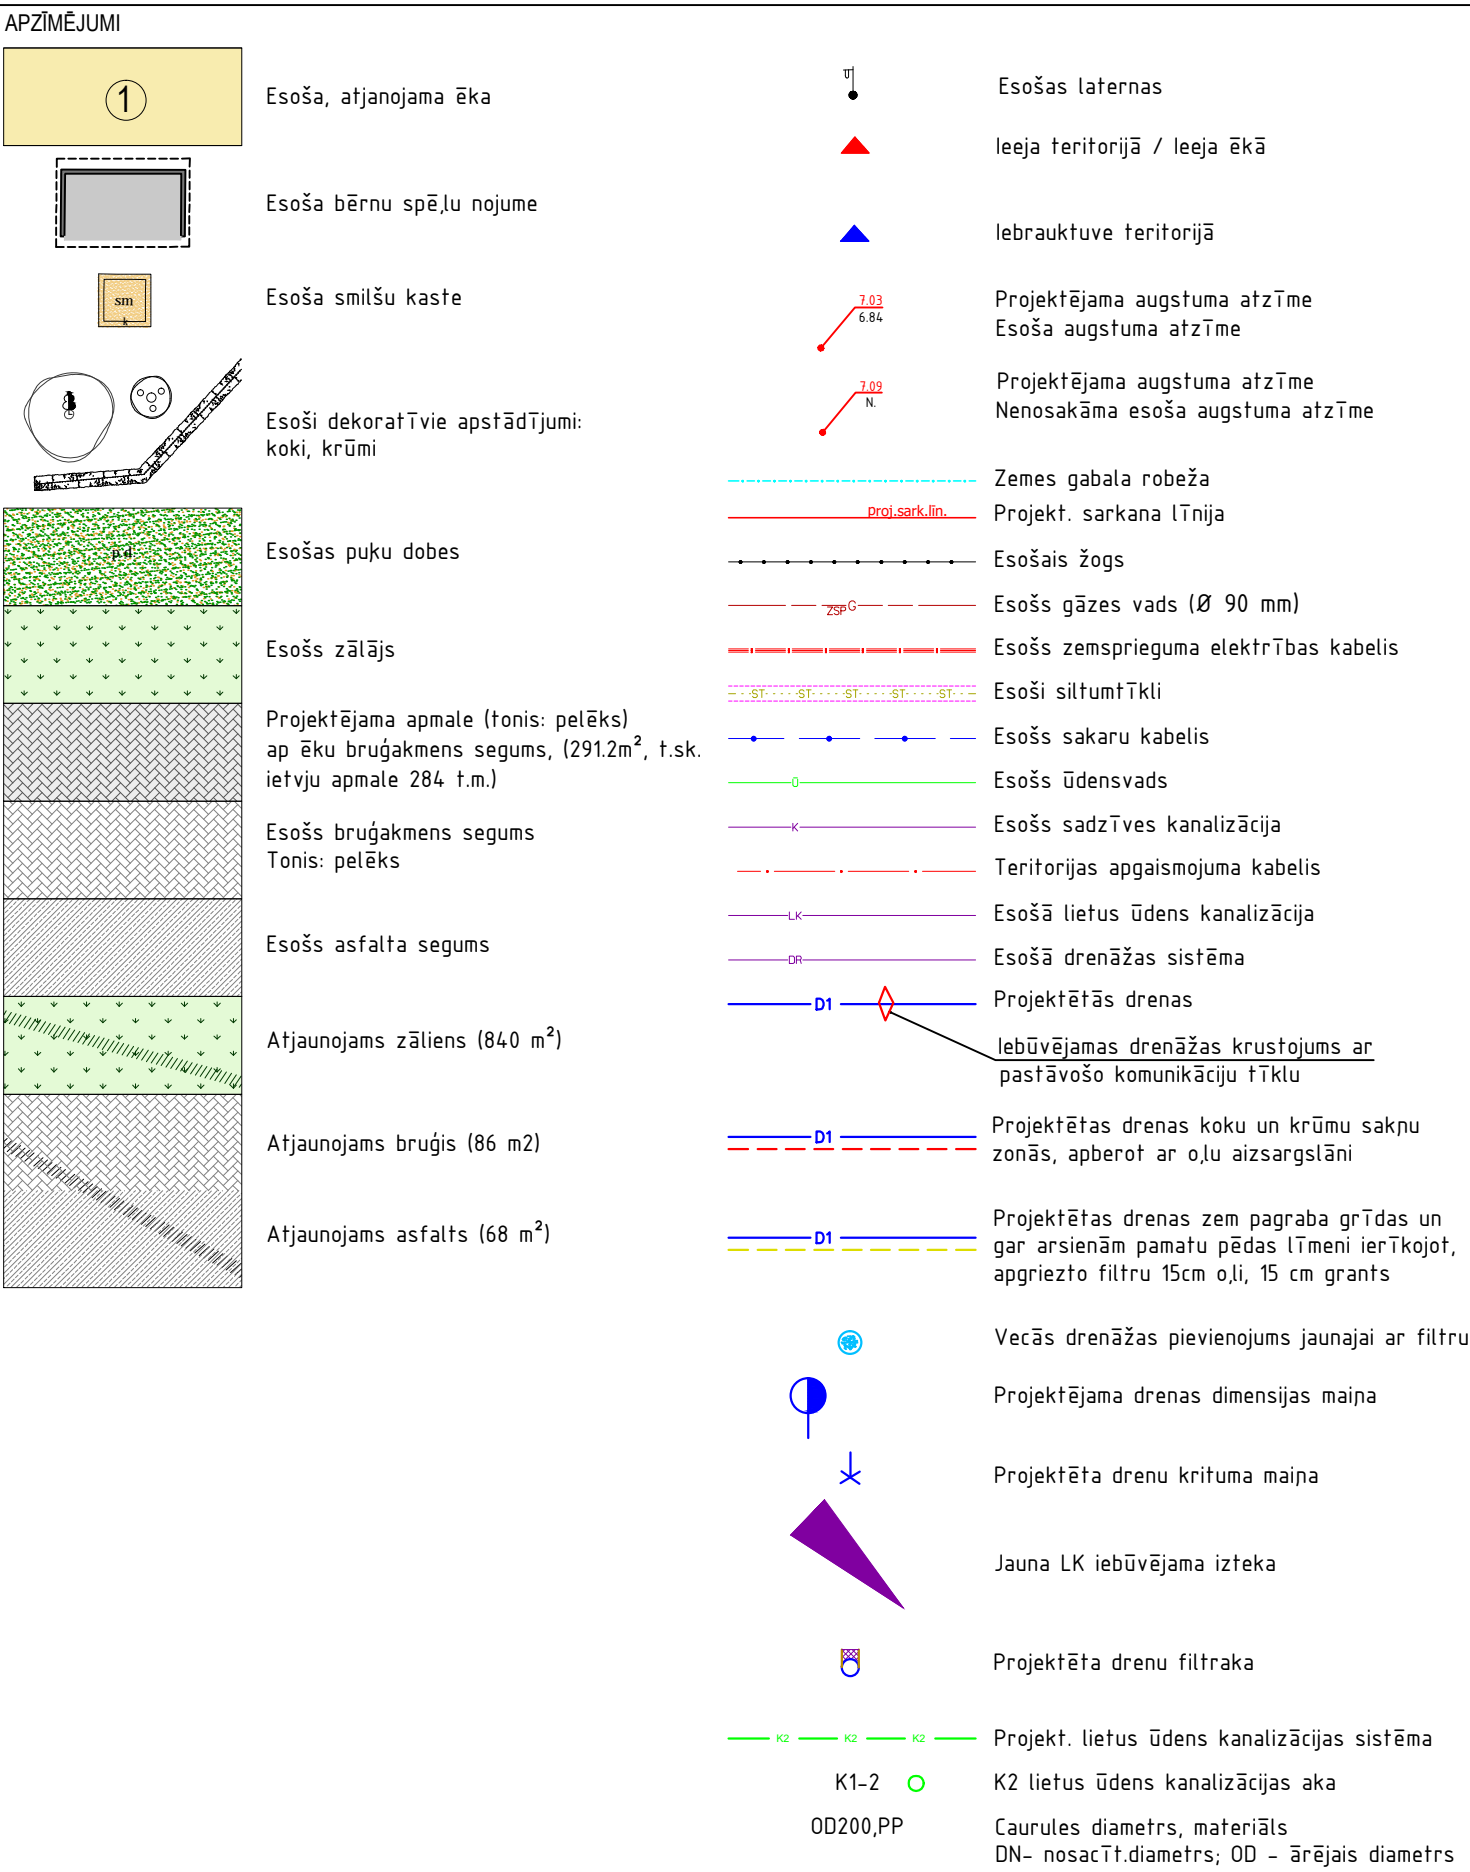 APZĪMĒJUMI
1
Esoša, atjanojama ēka
Esoša bērnu spē,lu nojume
sm
k
Esoša smilšu kaste
Esoši dekoratīvie apstādījumi:
koki, krūmi
p.d
Esošas puķu dobes
Esošs zālājs
Projektējama apmale (tonis: pelēks)
ap ēku bruģakmens segums, (291.2m², t.sk.
ietvju apmale 284 t.m.)
Esošs bruģakmens segums
Tonis: pelēks
Esošs asfalta segums
Atjaunojams zāliens (840 m²)
Atjaunojams bruģis (86 m2)
Atjaunojams asfalts (68 m²)
Esošas laternas
Ieeja teritorijā / Ieeja ēkā
Iebrauktuve teritorijā
7.03
6.84
Projektējama augstuma atzīme
Esoša augstuma atzīme
7.09
N.
Projektējama augstuma atzīme
Nenosakāma esoša augstuma atzīme
Zemes gabala robeža
proj.sark.līn.
Projekt. sarkana līnija
Esošais žogs
ZSP G
Esošs gāzes vads (Ø 90 mm)
Esošs zemsprieguma elektrības kabelis
ST ST ST ST ST
Esoši siltumtīkli
Esošs sakaru kabelis
Esošs ūdensvads
K
Esošs sadzīves kanalizācija
Teritorijas apgaismojuma kabelis
LK
Esošā lietus ūdens kanalizācija
DR
Esošā drenāžas sistēma
D1
Projektētās drenas
Iebūvējamas drenāžas krustojums ar
pastāvošo komunikāciju tīklu
D1
Projektētas drenas koku un krūmu sakņu
zonās, apberot ar o,lu aizsargslāni
D1
Projektētas drenas zem pagraba grīdas un
gar arsienām pamatu pēdas līmeni ierīkojot,
apgriezto filtru 15cm o,li, 15 cm grants
Vecās drenāžas pievienojums jaunajai ar filtru
Projektējama drenas dimensijas maiņa
Projektēta drenu krituma maiņa
Jauna LK iebūvējama izteka
Projektēta drenu filtraka
K2 K2 K2
Projekt. lietus ūdens kanalizācijas sistēma
K1-2
K2 lietus ūdens kanalizācijas aka
OD200,PP
Caurules diametrs, materiāls
DN- nosacīt.diametrs; OD - ārējais diametrs